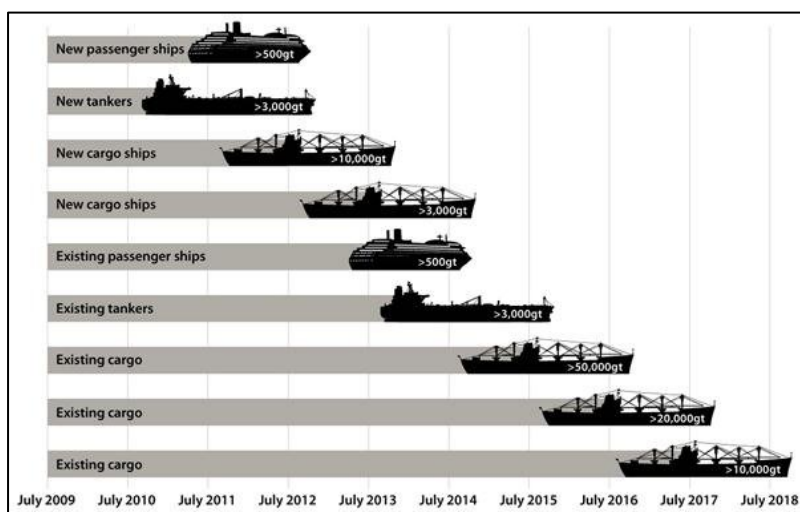 New passenger ships >500gt
New tankers >3,000gt
New cargo ships >10,000gt
New cargo ships >3,000gt
Existing passenger ships >500gt
Existing tankers >3,000gt
Existing cargo >50,000gt
Existing cargo >20,000gt
Existing cargo >10,000gt
July 2009 July 2010 July 2011 July 2012 July 2013 July 2014 July 2015 July 2016 July 2017 July 2018